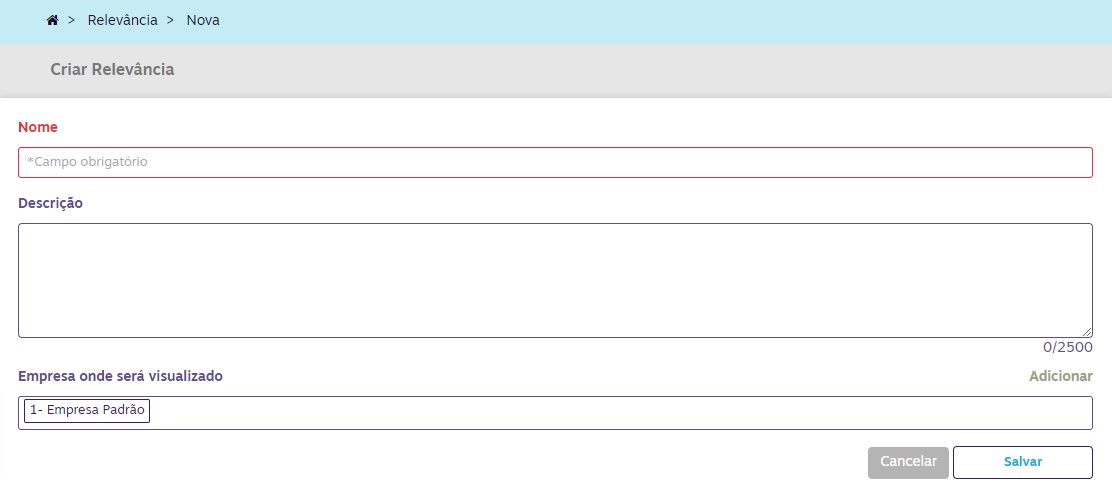 > Relevância > Nova
Criar Relevância
Nome
*Campo obrigatório
Descrição
0/2500
Empresa onde será visualizado Adicionar
1- Empresa Padrão
Cancelar Salvar